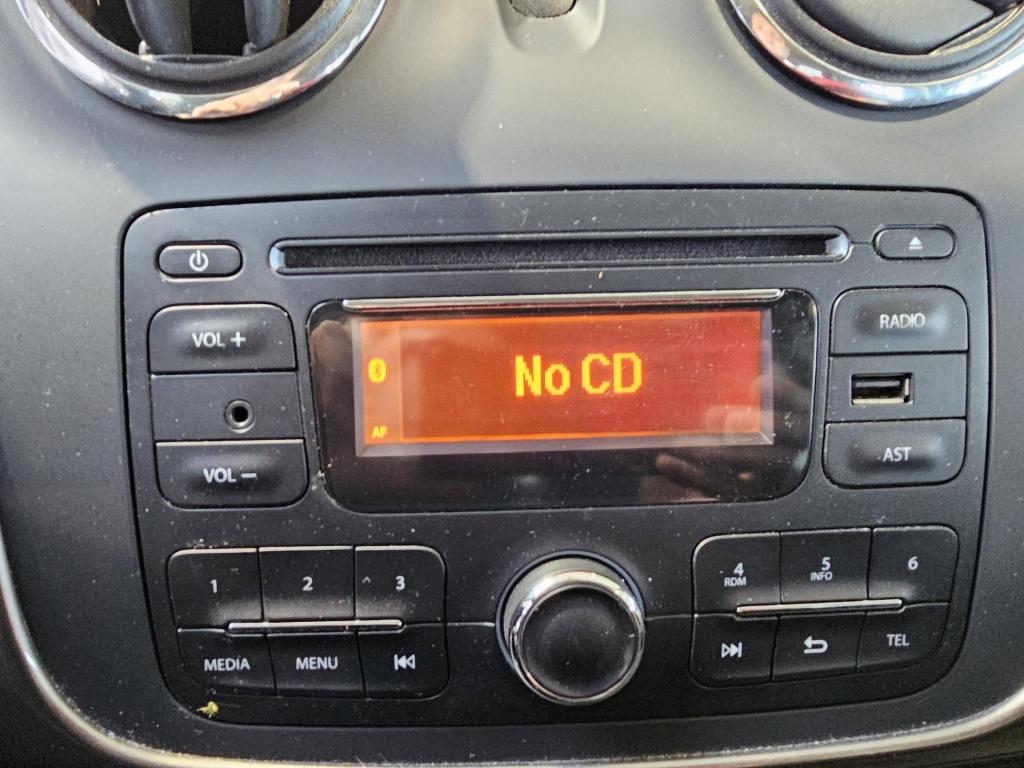 VOL +
No CD
AF
VOL −
RADIO
AST
1
2
3
4
RDM
5
INFO
6
MEDIA
MENU
TEL